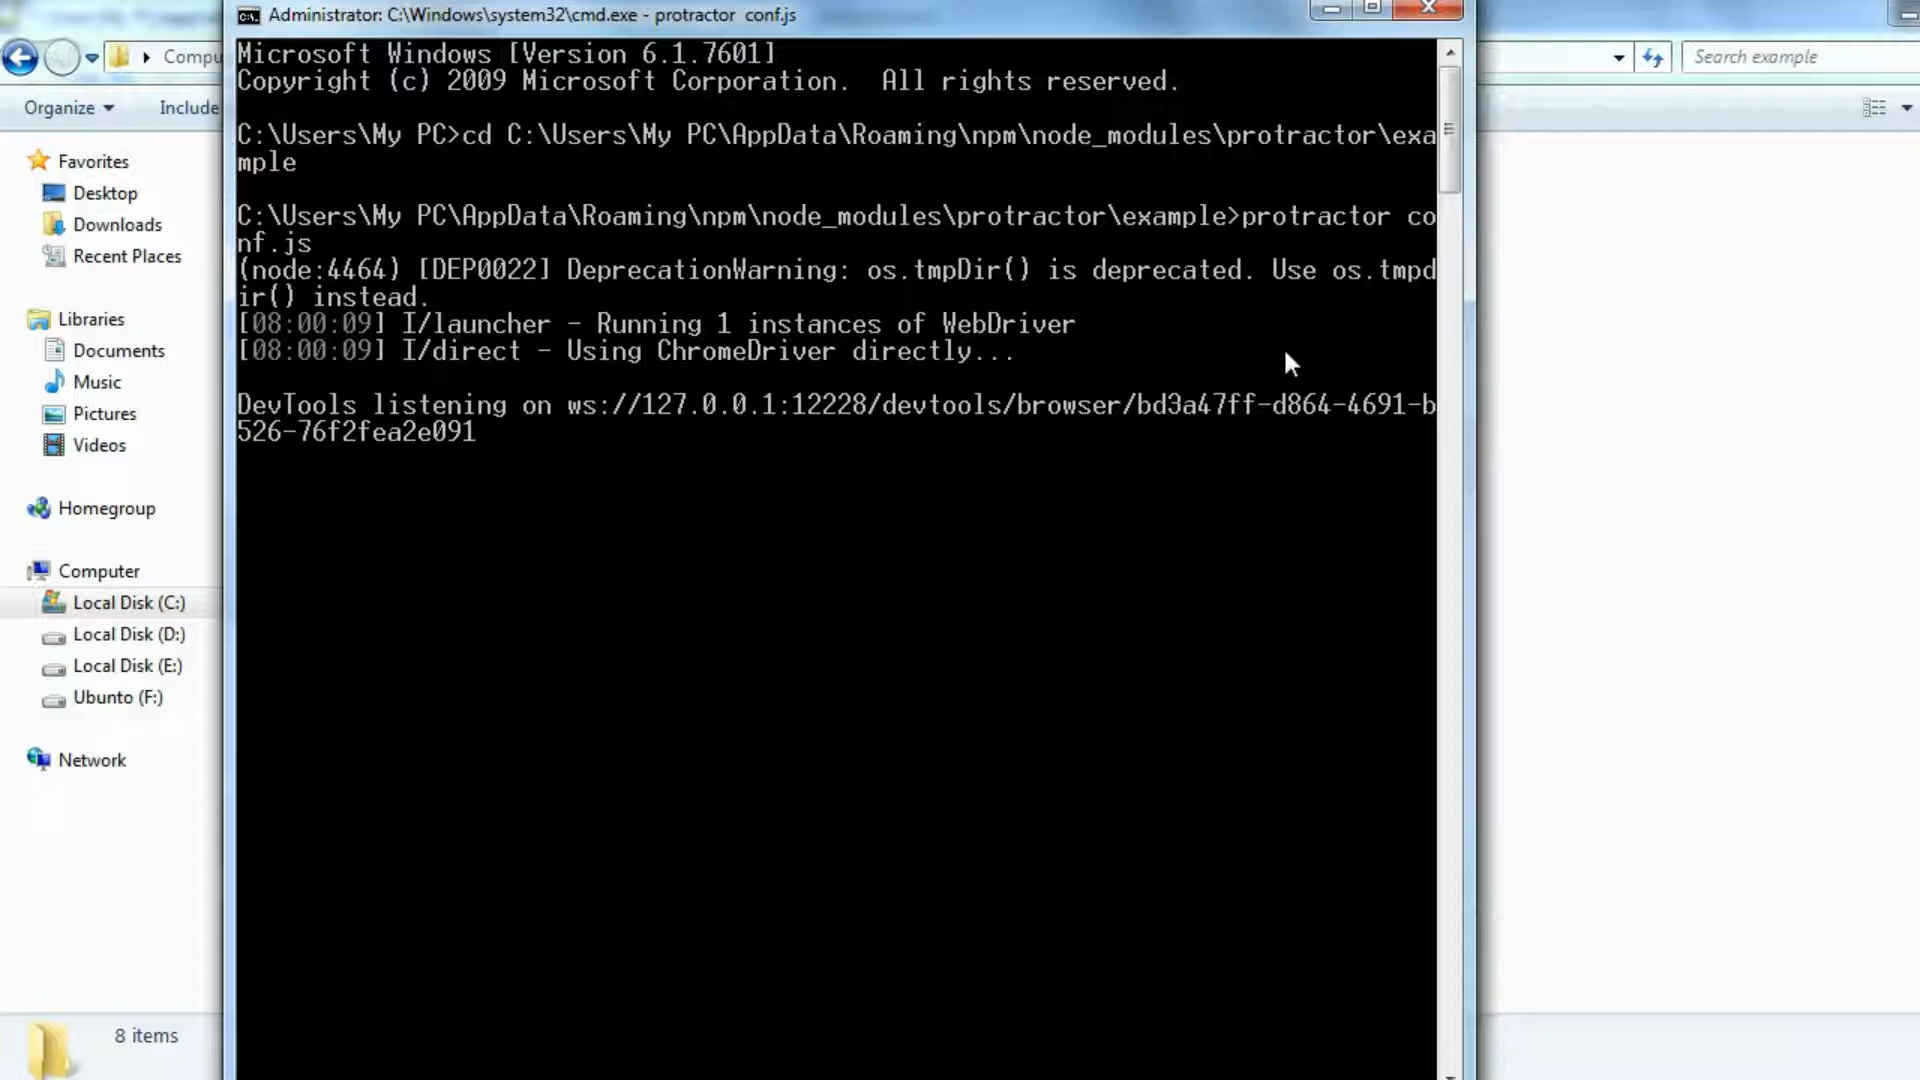 Administrator: C:\Windows\system32\cmd.exe - protractor  conf.js
Microsoft Windows [Version 6.1.7601]
Copyright (c) 2009 Microsoft Corporation.  All rights reserved.
C:\Users\My PC>cd C:\Users\My PC\AppData\Roaming\npm\node_modules\protractor\exa
mple
C:\Users\My PC\AppData\Roaming\npm\node_modules\protractor\example>protractor co
nf.js
(node:4464) [DEP0022] DeprecationWarning: os.tmpDir() is deprecated. Use os.tmpd
ir() instead.
[08:00:09] I/launcher - Running 1 instances of WebDriver
[08:00:09] I/direct - Using ChromeDriver directly...
DevTools listening on ws://127.0.0.1:12228/devtools/browser/bd3a47ff-d864-4691-b
526-76f2fea2e091
Compu
Search example
Organize
Include
Favorites
Desktop
Downloads
Recent Places
Libraries
Documents
Music
Pictures
Videos
Homegroup
Computer
Local Disk (C:)
Local Disk (D:)
Local Disk (E:)
Ubunto (F:)
Network
8 items